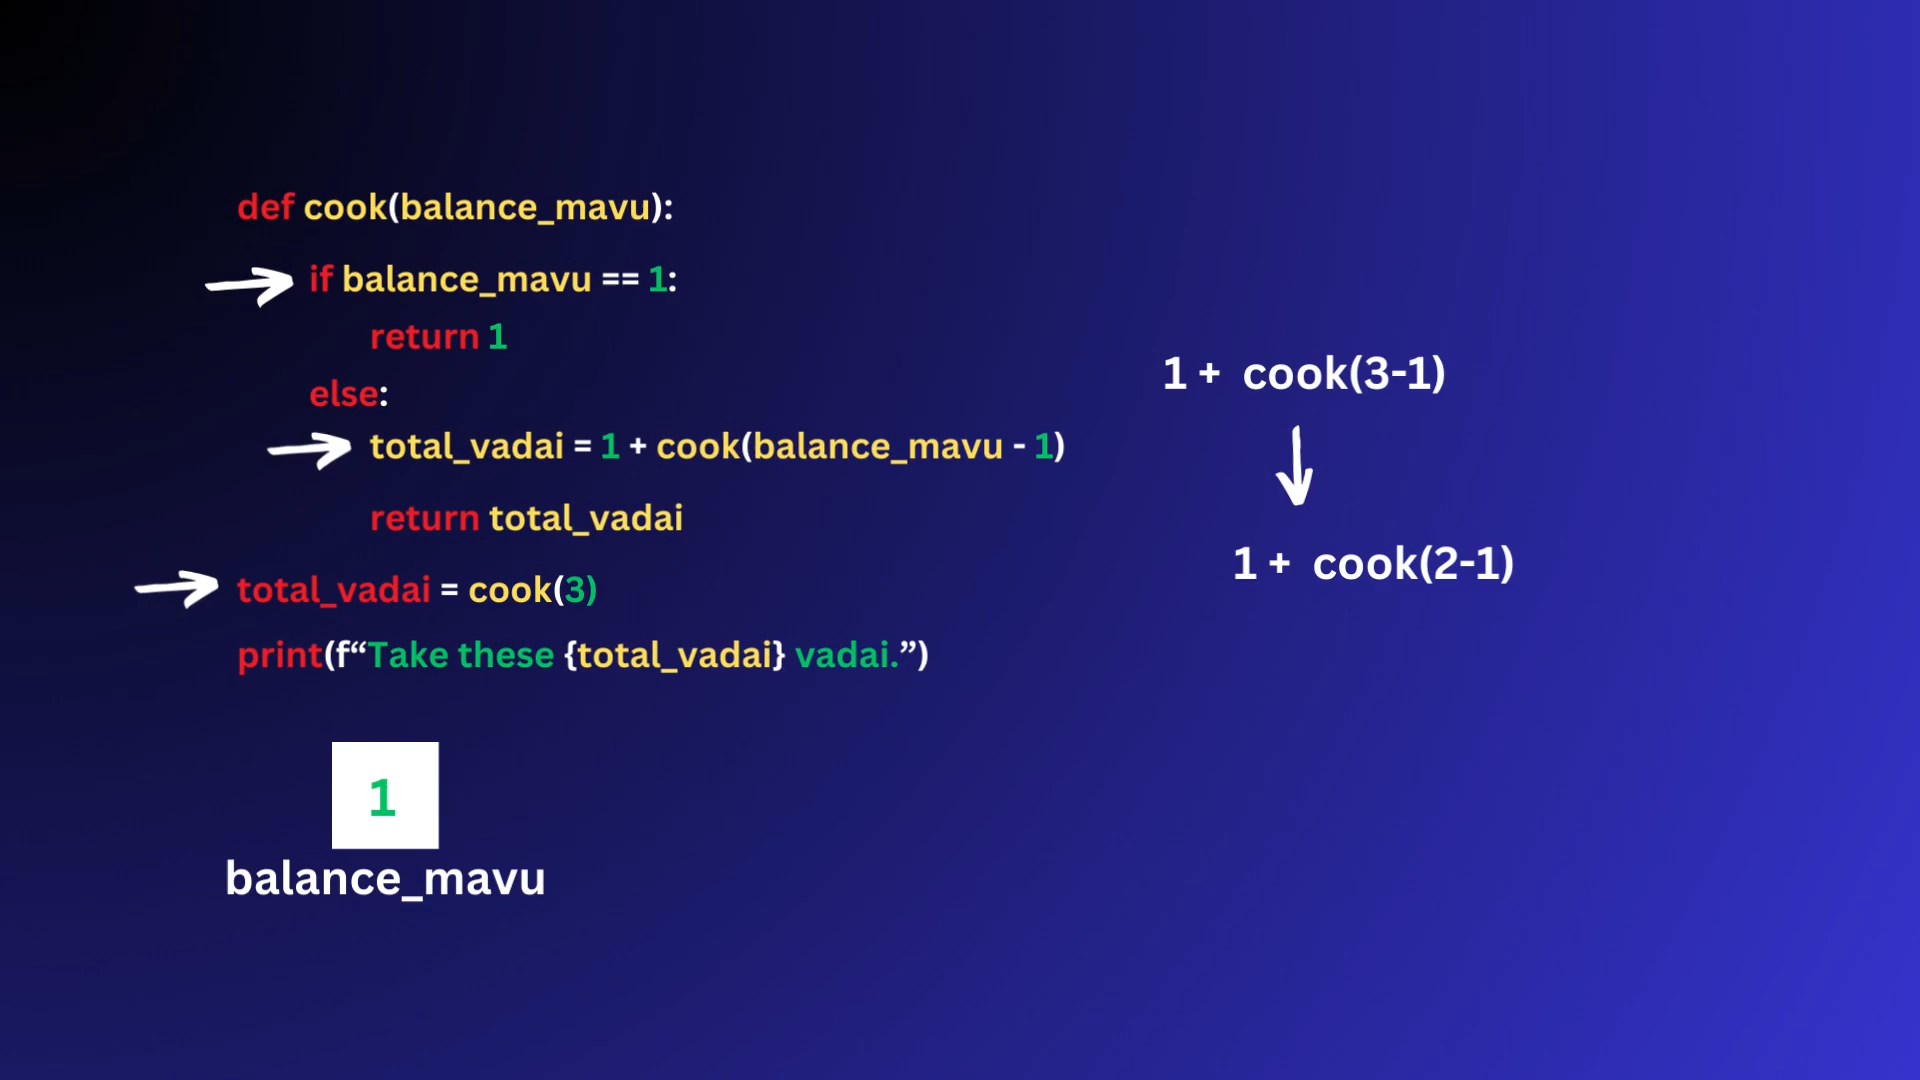 def cook(balance_mavu):
if balance_mavu == 1:
return 1
else:
total_vadai = 1 + cook(balance_mavu - 1)
return total_vadai
total_vadai = cook(3)
print(f“Take these {total_vadai} vadai.”)
1 + cook(3-1)
1 + cook(2-1)
1
balance_mavu